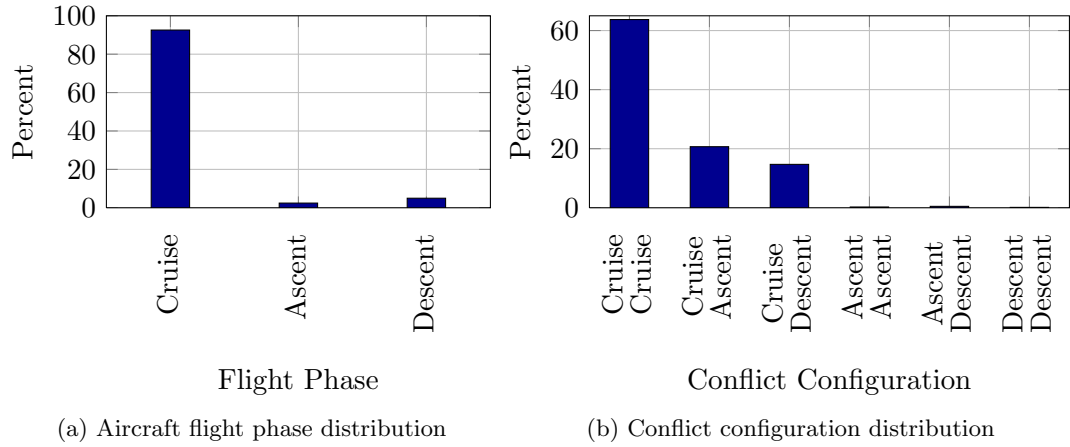 100
80
60
40
20
0
Percent
Cruise
Ascent
Descent
Flight Phase
(a) Aircraft flight phase distribution
60
40
20
0
Percent
Cruise
Cruise
Cruise
Ascent
Cruise
Descent
Ascent
Ascent
Ascent
Descent
Descent
Descent
Conflict Configuration
(b) Conflict configuration distribution